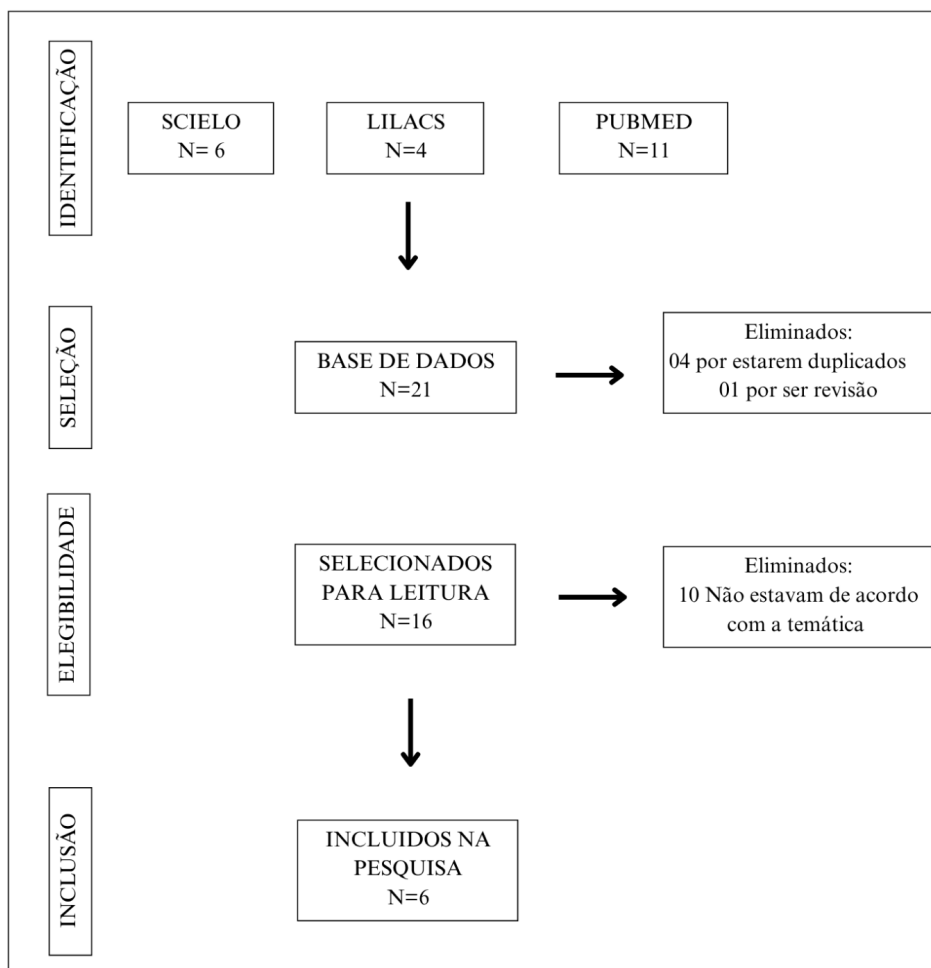 IDENTIFICAÇÃO
SCIELO
N= 6
LILACS
N=4
PUBMED
N=11
SELEÇÃO
BASE DE DADOS
N=21
Eliminados:
04 por estarem duplicados
01 por ser revisão
ELEGIBILIDADE
SELECIONADOS
PARA LEITURA
N=16
Eliminados:
10 Não estavam de acordo
com a temática
INCLUSÃO
INCLUIDOS NA
PESQUISA
N=6